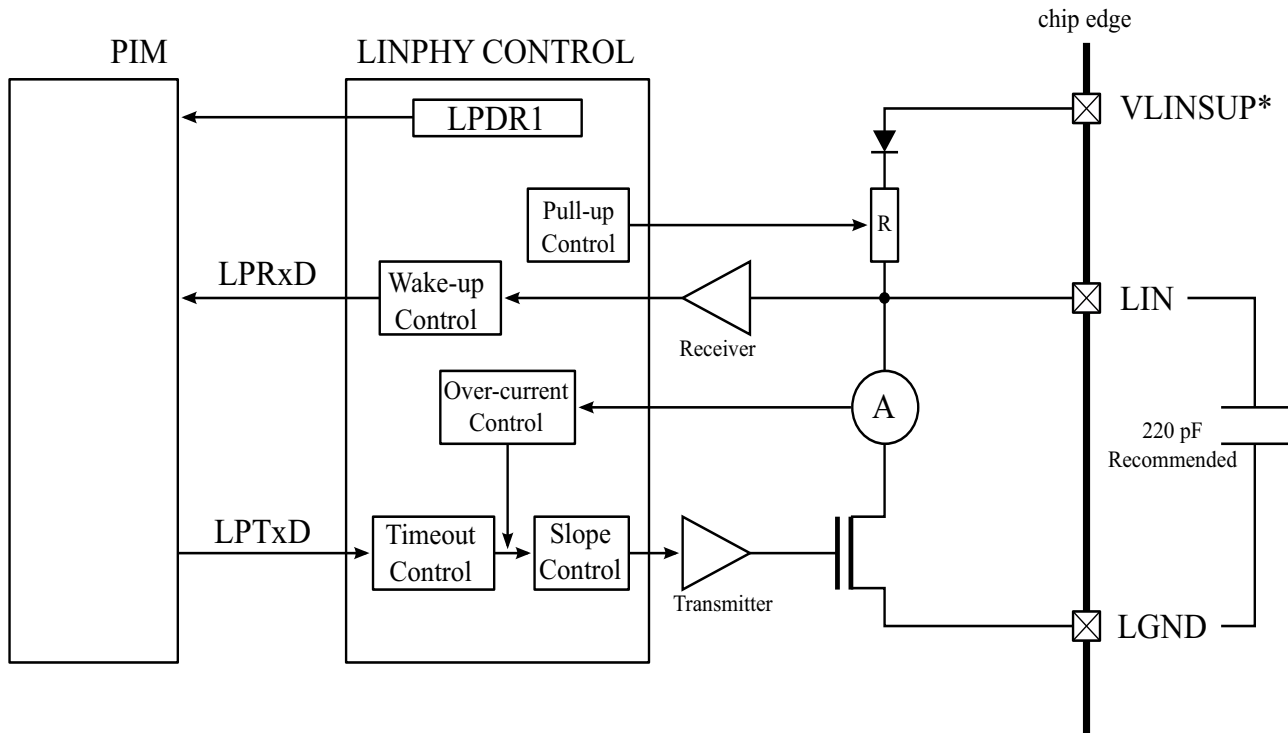 chip edge
PIM
LINPHY CONTROL
VLINSUP*
LPDR1
Pull-up
Control
R
LPRxD
Wake-up
Control
Receiver
LIN
Over-current
Control
A
220 pF
Recommended
LPTxD
Timeout
Control
Slope
Control
Transmitter
LGND